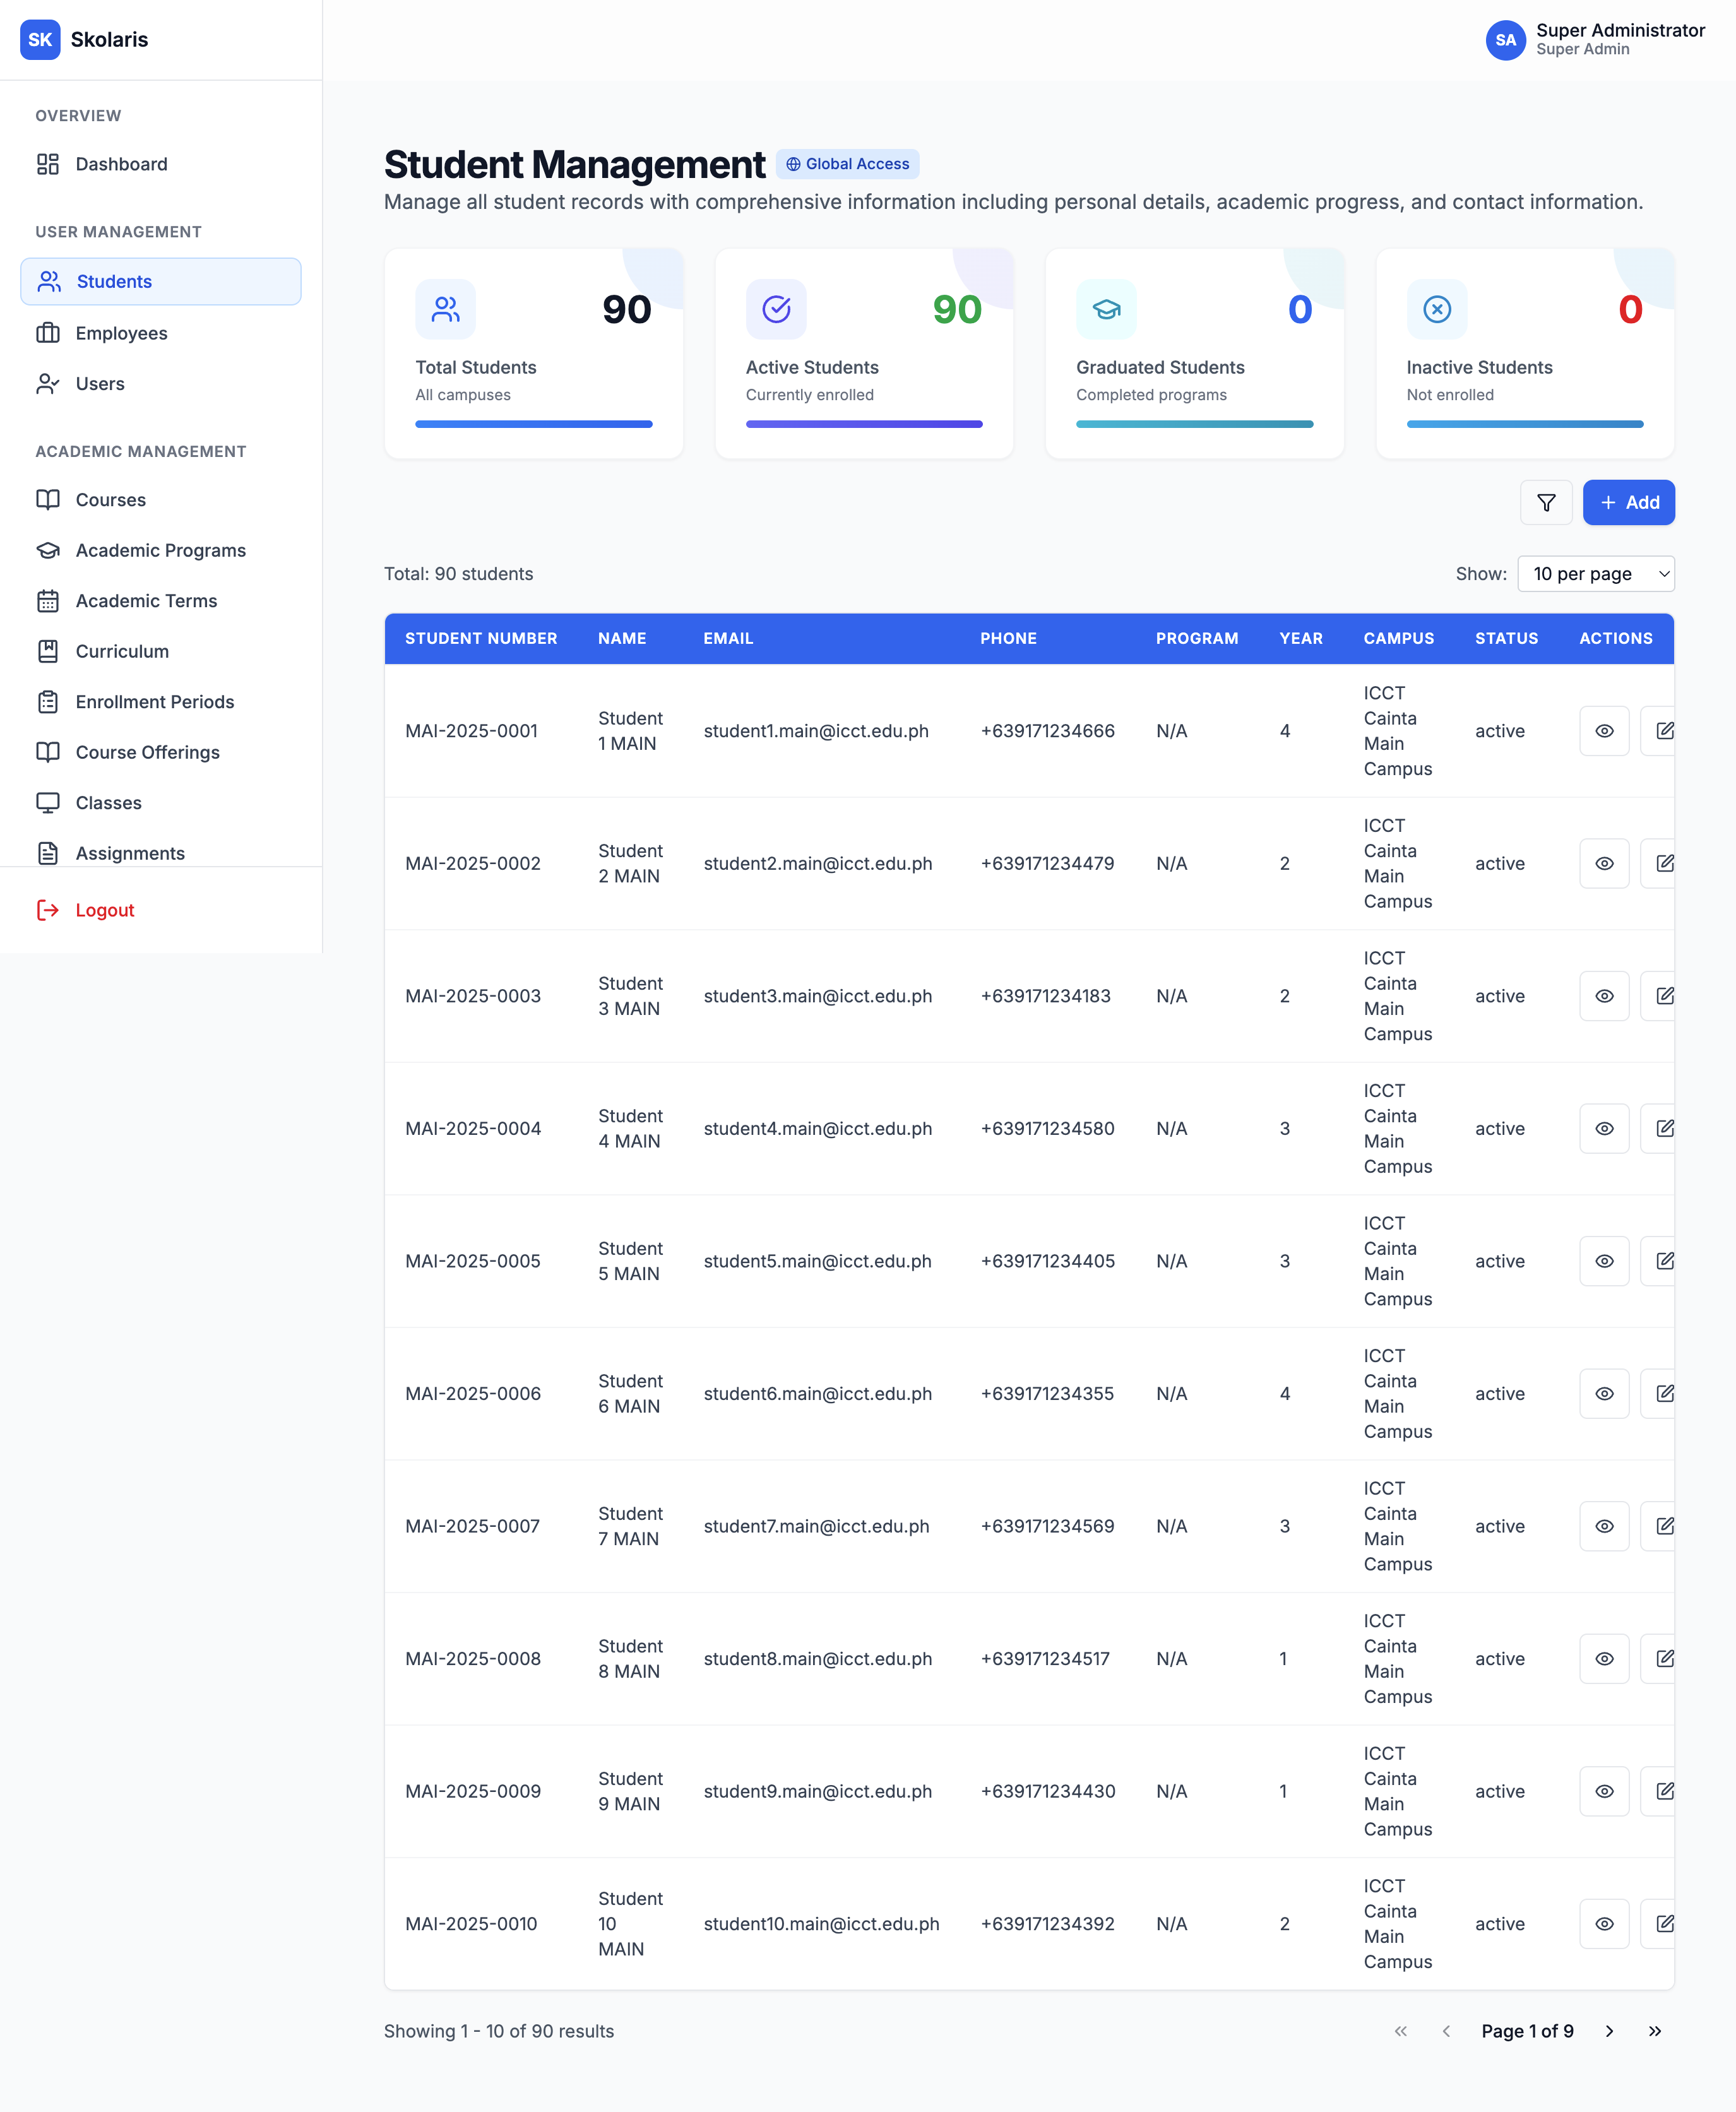 SK Skolaris
SA Super Administrator
Super Admin
OVERVIEW
Dashboard
USER MANAGEMENT
Students
Employees
Users
ACADEMIC MANAGEMENT
Courses
Academic Programs
Academic Terms
Curriculum
Enrollment Periods
Course Offerings
Classes
Assignments
Logout
Student Management Global Access
Manage all student records with comprehensive information including personal details, academic progress, and contact information.
90
Total Students
All campuses
90
Active Students
Currently enrolled
0
Graduated Students
Completed programs
0
Inactive Students
Not enrolled
Add
Total: 90 students
Show: 10 per page
STUDENT NUMBER NAME EMAIL PHONE PROGRAM YEAR CAMPUS STATUS ACTIONS
MAI-2025-0001 Student 1 MAIN student1.main@icct.edu.ph +639171234666 N/A 4 ICCT Cainta Main Campus active
MAI-2025-0002 Student 2 MAIN student2.main@icct.edu.ph +639171234479 N/A 2 ICCT Cainta Main Campus active
MAI-2025-0003 Student 3 MAIN student3.main@icct.edu.ph +639171234183 N/A 2 ICCT Cainta Main Campus active
MAI-2025-0004 Student 4 MAIN student4.main@icct.edu.ph +639171234580 N/A 3 ICCT Cainta Main Campus active
MAI-2025-0005 Student 5 MAIN student5.main@icct.edu.ph +639171234405 N/A 3 ICCT Cainta Main Campus active
MAI-2025-0006 Student 6 MAIN student6.main@icct.edu.ph +639171234355 N/A 4 ICCT Cainta Main Campus active
MAI-2025-0007 Student 7 MAIN student7.main@icct.edu.ph +639171234569 N/A 3 ICCT Cainta Main Campus active
MAI-2025-0008 Student 8 MAIN student8.main@icct.edu.ph +639171234517 N/A 1 ICCT Cainta Main Campus active
MAI-2025-0009 Student 9 MAIN student9.main@icct.edu.ph +639171234430 N/A 1 ICCT Cainta Main Campus active
MAI-2025-0010 Student 10 MAIN student10.main@icct.edu.ph +639171234392 N/A 2 ICCT Cainta Main Campus active
Showing 1 - 10 of 90 results
Page 1 of 9